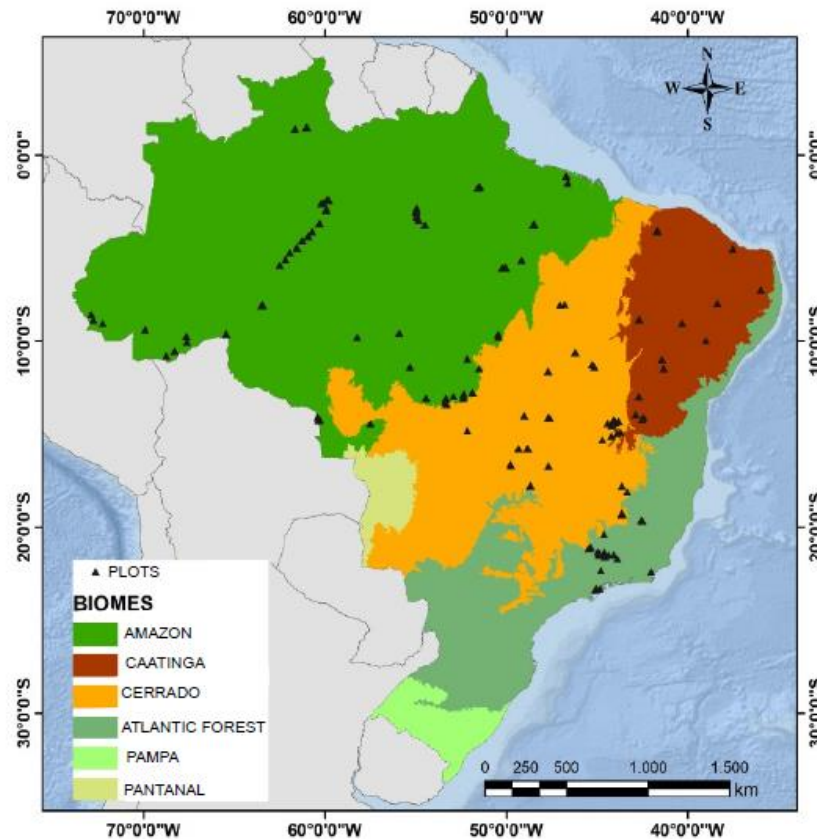 70°0'0"W 60°0'0"W 50°0'0"W 40°0'0"W
N
W E
S
0°0'0"
0°0'0"
10°0'0"S
10°0'0"S
20°0'0"S
20°0'0"S
30°0'0"S
30°0'0"S
PLOTS
BIOMES
AMAZON
CAATINGA
CERRADO
ATLANTIC FOREST
PAMPA
PANTANAL
0 250 500 1.000 1.500
km
70°0'0"W 60°0'0"W 50°0'0"W 40°0'0"W